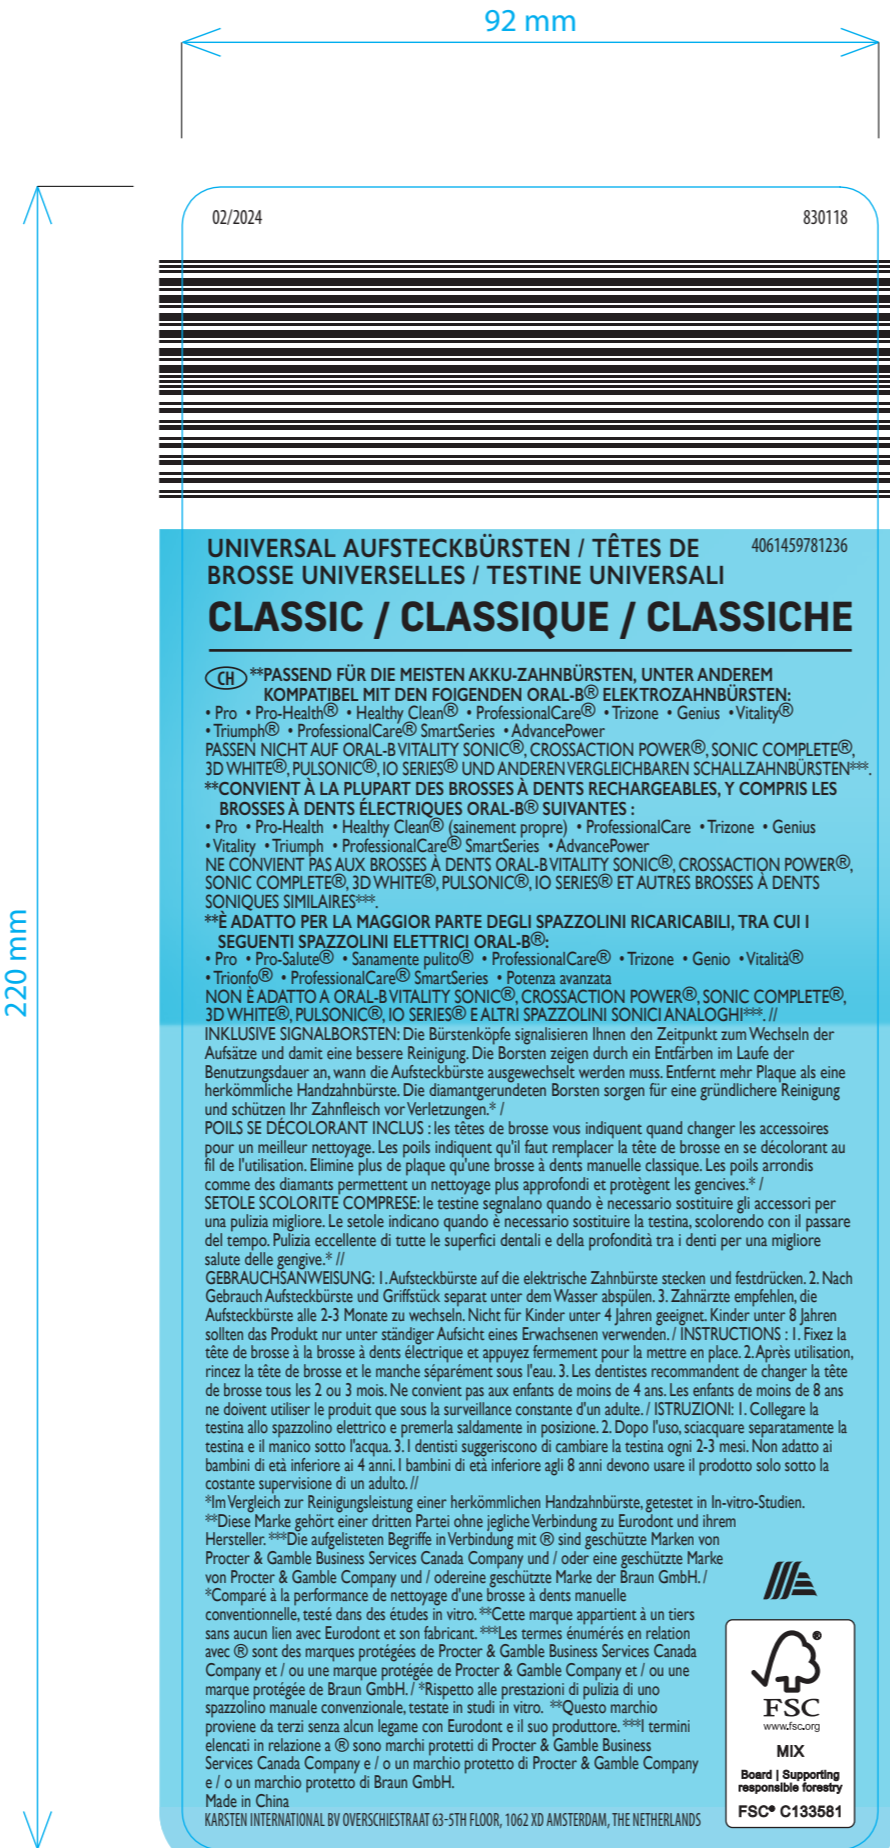 92 mm
220 mm
02/2024 830118
UNIVERSAL AUFSTECKBÜRSTEN / TÊTES DE 4061459781236
BROSSE UNIVERSELLES / TESTINE UNIVERSALI
CLASSIC / CLASSIQUE / CLASSICHE
CH **PASSEND FÜR DIE MEISTEN AKKU-ZAHNBÜRSTEN, UNTER ANDEREM
KOMPATIBEL MIT DEN FOIGENDEN ORAL-B® ELEKTROZAHNBÜRSTEN:
• Pro • Pro-Health® • Healthy Clean® • ProfessionalCare® • Trizone • Genius • Vitality®
• Triumph® • ProfessionalCare® SmartSeries • AdvancePower
PASSEN NICHT AUF ORAL-B VITALITY SONIC®, CROSSACTION POWER®, SONIC COMPLETE®,
3D WHITE®, PULSONIC®, IO SERIES® UND ANDEREN VERGLEICHBAREN SCHALLZAHNBÜRSTEN***.
**CONVIENT À LA PLUPART DES BROSSES À DENTS RECHARGEABLES, Y COMPRIS LES
BROSSES À DENTS ÉLECTRIQUES ORAL-B® SUIVANTES :
• Pro • Pro-Health • Healthy Clean® (sainement propre) • ProfessionalCare • Trizone • Genius
• Vitality • Triumph • ProfessionalCare® SmartSeries • AdvancePower
NE CONVIENT PAS AUX BROSSES À DENTS ORAL-B VITALITY SONIC®, CROSSACTION POWER®,
SONIC COMPLETE®, 3D WHITE®, PULSONIC®, IO SERIES® ET AUTRES BROSSES À DENTS
SONIQUES SIMILAIRES***.
**È ADATTO PER LA MAGGIOR PARTE DEGLI SPAZZOLINI RICARICABILI, TRA CUI I
SEGUENTI SPAZZOLINI ELETTRICI ORAL-B®:
• Pro • Pro-Salute® • Sanamente pulito® • ProfessionalCare® • Trizone • Genio • Vitalità®
• Trionfo® • ProfessionalCare® SmartSeries • Potenza avanzata
NON È ADATTO A ORAL-B VITALITY SONIC®, CROSSACTION POWER®, SONIC COMPLETE®,
3D WHITE®, PULSONIC®, IO SERIES® E ALTRI SPAZZOLINI SONICI ANALOGHI***. //
INKLUSIVE SIGNALBORSTEN: Die Bürstenköpfe signalisieren Ihnen den Zeitpunkt zum Wechseln der
Aufsätze und damit eine bessere Reinigung. Die Borsten zeigen durch ein Entfärben im Laufe der
Benutzungsdauer an, wann die Aufsteckbürste ausgewechselt werden muss. Entfernt mehr Plaque als eine
herkömmliche Handzahnbürste. Die diamantgerundeten Borsten sorgen für eine gründlichere Reinigung
und schützen Ihr Zahnfleisch vor Verletzungen.* /
POILS SE DÉCOLORANT INCLUS : les têtes de brosse vous indiquent quand changer les accessoires
pour un meilleur nettoyage. Les poils indiquent qu'il faut remplacer la tête de brosse en se décolorant au
fil de l'utilisation. Elimine plus de plaque qu'une brosse à dents manuelle classique. Les poils arrondis
comme des diamants permettent un nettoyage plus approfondi et protègent les gencives.* /
SETOLE SCOLORITE COMPRESE: le testine segnalano quando è necessario sostituire gli accessori per
una pulizia migliore. Le setole indicano quando è necessario sostituire la testina, scolorendo con il passare
del tempo. Pulizia eccellente di tutte le superfici dentali e della profondità tra i denti per una migliore
salute delle gengive.* //
GEBRAUCHSANWEISUNG: 1. Aufsteckbürste auf die elektrische Zahnbürste stecken und festdrücken. 2. Nach
Gebrauch Aufsteckbürste und Griffstück separat unter dem Wasser abspülen. 3. Zahnärzte empfehlen, die
Aufsteckbürste alle 2-3 Monate zu wechseln. Nicht für Kinder unter 4 Jahren geeignet. Kinder unter 8 Jahren
sollten das Produkt nur unter ständiger Aufsicht eines Erwachsenen verwenden. / INSTRUCTIONS : 1. Fixez la
tête de brosse à la brosse à dents électrique et appuyez fermement pour la mettre en place. 2. Après utilisation,
rincez la tête de brosse et le manche séparément sous l'eau. 3. Les dentistes recommandent de changer la tête
de brosse tous les 2 ou 3 mois. Ne convient pas aux enfants de moins de 4 ans. Les enfants de moins de 8 ans
ne doivent utiliser le produit que sous la surveillance constante d'un adulte. / ISTRUZIONI: 1. Collegare la
testina allo spazzolino elettrico e premerla saldamente in posizione. 2. Dopo l'uso, sciacquare separatamente la
testina e il manico sotto l'acqua. 3. I dentisti suggeriscono di cambiare la testina ogni 2-3 mesi. Non adatto ai
bambini di età inferiore ai 4 anni. I bambini di età inferiore agli 8 anni devono usare il prodotto solo sotto la
costante supervisione di un adulto. //
*Im Vergleich zur Reinigungsleistung einer herkömmlichen Handzahnbürste, getestet in In-vitro-Studien.
**Diese Marke gehört einer dritten Partei ohne jegliche Verbindung zu Eurodont und ihrem
Hersteller. ***Die aufgelisteten Begriffe in Verbindung mit ® sind geschützte Marken von
Procter & Gamble Business Services Canada Company und / oder eine geschützte Marke
von Procter & Gamble Company und / odereine geschützte Marke der Braun GmbH. /
*Comparé à la performance de nettoyage d'une brosse à dents manuelle
conventionnelle, testé dans des études in vitro. **Cette marque appartient à un tiers
sans aucun lien avec Eurodont et son fabricant. ***Les termes énumérés en relation
avec ® sont des marques protégées de Procter & Gamble Business Services Canada
Company et / ou une marque protégée de Procter & Gamble Company et / ou une
marque protégée de Braun GmbH. / *Rispetto alle prestazioni di pulizia di uno
spazzolino manuale convenzionale, testate in studi in vitro. **Questo marchio
proviene da terzi senza alcun legame con Eurodont e il suo produttore. ***I termini
elencati in relazione a ® sono marchi protetti di Procter & Gamble Business
Services Canada Company e / o un marchio protetto di Procter & Gamble Company
e / o un marchio protetto di Braun GmbH.
Made in China
KARSTEN INTERNATIONAL BV OVERSCHIESTRAAT 63-5TH FLOOR, 1062 XD AMSTERDAM, THE NETHERLANDS
®
FSC
www.fsc.org
MIX
Board | Supporting
responsible forestry
FSC® C133581